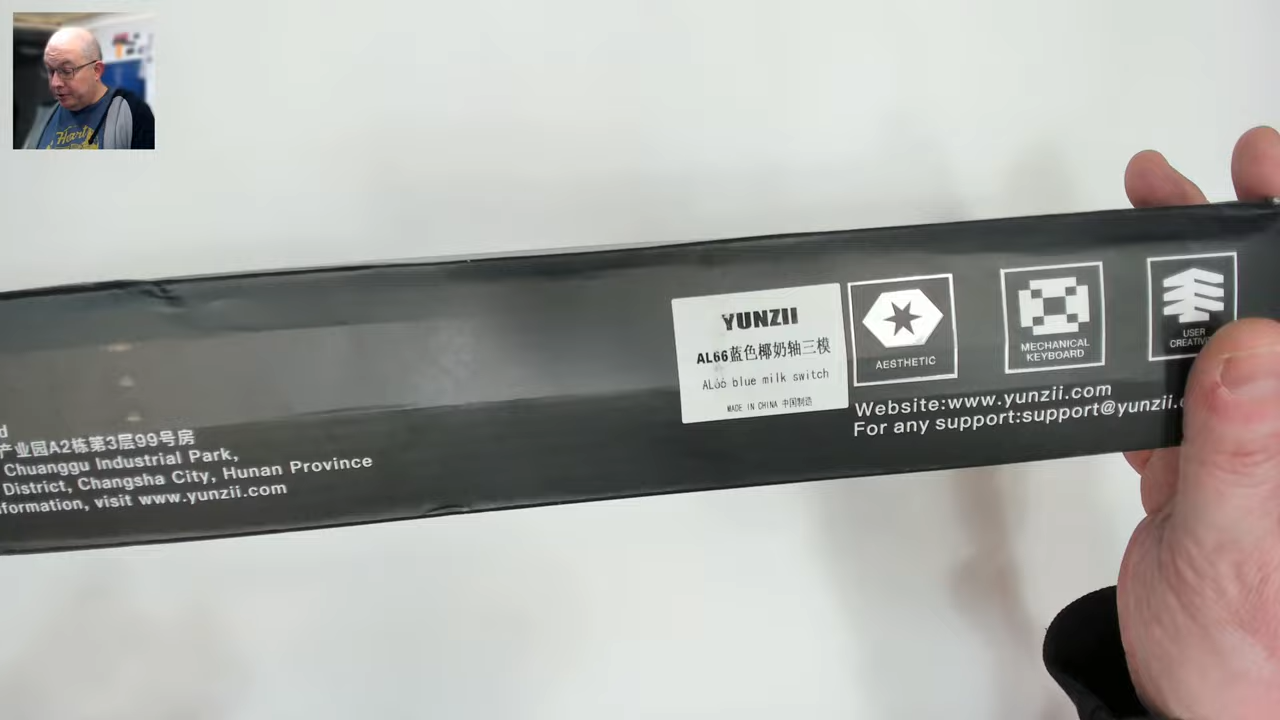 d
产业园A2栋第3层99号房
Chuanggu Industrial Park,
District, Changsha City, Hunan Province
nformation, visit www.yunzii.com
YUNZII
AL66蓝色椰奶轴三模
AL66 blue milk switch
MADE IN CHINA 中国制造
AESTHETIC
MECHANICAL
KEYBOARD
USER
CREATIV
Website:www.yunzii.com
For any support:support@yunzii.c
Hearty